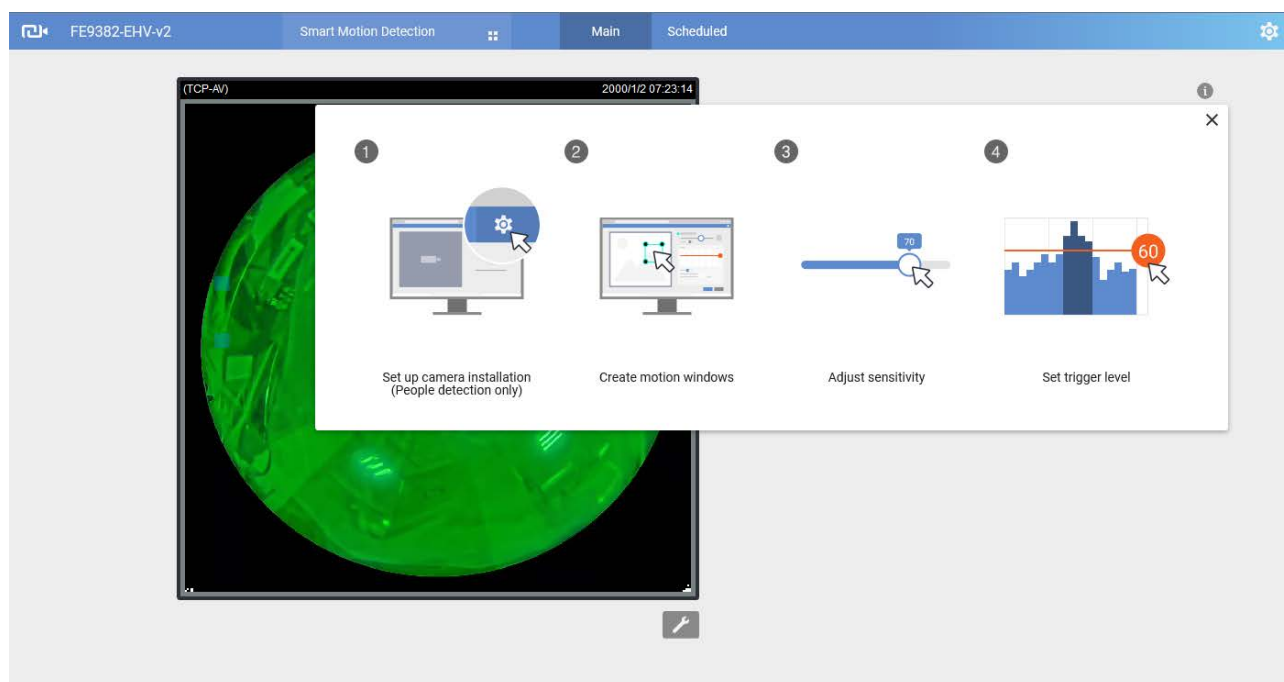 FE9382-EHV-v2
Smart Motion Detection
Main
Scheduled
(TCP-AV)
2000/1/2 07:23:14
1
2
3
4
70
60
Set up camera installation
(People detection only)
Create motion windows
Adjust sensitivity
Set trigger level